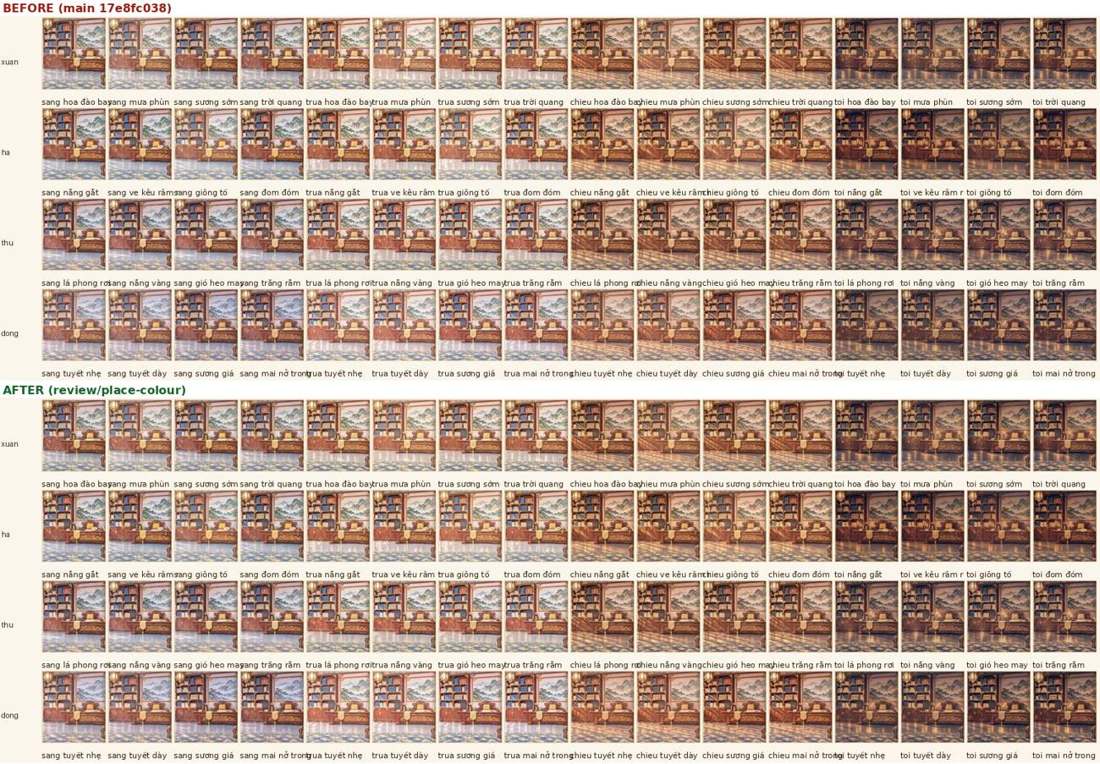 BEFORE (main 17e8fc038)
xuan
sang hoa đào bay sang mưa phùn sang sương sớm sang trời quang trua hoa đào bay trua mưa phùn trua sương sớm trua trời quang chieu hoa đào bay chieu mưa phùn chieu sương sớm chieu trời quang toi hoa đào bay toi mưa phùn toi sương sớm toi trời quang
ha
sang nắng gắt sang ve kêu râm sang giông tố sang đom đóm trua nắng gắt trua ve kêu râm trua giông tố trua đom đóm chieu nắng gắt chieu ve kêu râm chieu giông tố chieu đom đóm toi nắng gắt toi ve kêu râm r toi giông tố toi đom đóm
thu
sang lá phong rơi sang nắng vàng sang gió heo may sang trăng rằm trua lá phong rơi trua nắng vàng trua gió heo may trua trăng rằm chieu lá phong rơi chieu nắng vàng chieu gió heo may chieu trăng rằm toi lá phong rơi toi nắng vàng toi gió heo may toi trăng rằm
dong
sang tuyết nhẹ sang tuyết dày sang sương giá sang mai nở trong trua tuyết nhẹ trua tuyết dày trua sương giá trua mai nở trong chieu tuyết nhẹ chieu tuyết dày chieu sương giá chieu mai nở trong toi tuyết nhẹ toi tuyết dày toi sương giá toi mai nở trong
AFTER (review/place-colour)
xuan
sang hoa đào bay sang mưa phùn sang sương sớm sang trời quang trua hoa đào bay trua mưa phùn trua sương sớm trua trời quang chieu hoa đào bay chieu mưa phùn chieu sương sớm chieu trời quang toi hoa đào bay toi mưa phùn toi sương sớm toi trời quang
ha
sang nắng gắt sang ve kêu râm sang giông tố sang đom đóm trua nắng gắt trua ve kêu râm trua giông tố trua đom đóm chieu nắng gắt chieu ve kêu râm chieu giông tố chieu đom đóm toi nắng gắt toi ve kêu râm r toi giông tố toi đom đóm
thu
sang lá phong rơi sang nắng vàng sang gió heo may sang trăng rằm trua lá phong rơi trua nắng vàng trua gió heo may trua trăng rằm chieu lá phong rơi chieu nắng vàng chieu gió heo may chieu trăng rằm toi lá phong rơi toi nắng vàng toi gió heo may toi trăng rằm
dong
sang tuyết nhẹ sang tuyết dày sang sương giá sang mai nở trong trua tuyết nhẹ trua tuyết dày trua sương giá trua mai nở trong chieu tuyết nhẹ chieu tuyết dày chieu sương giá chieu mai nở trong toi tuyết nhẹ toi tuyết dày toi sương giá toi mai nở trong